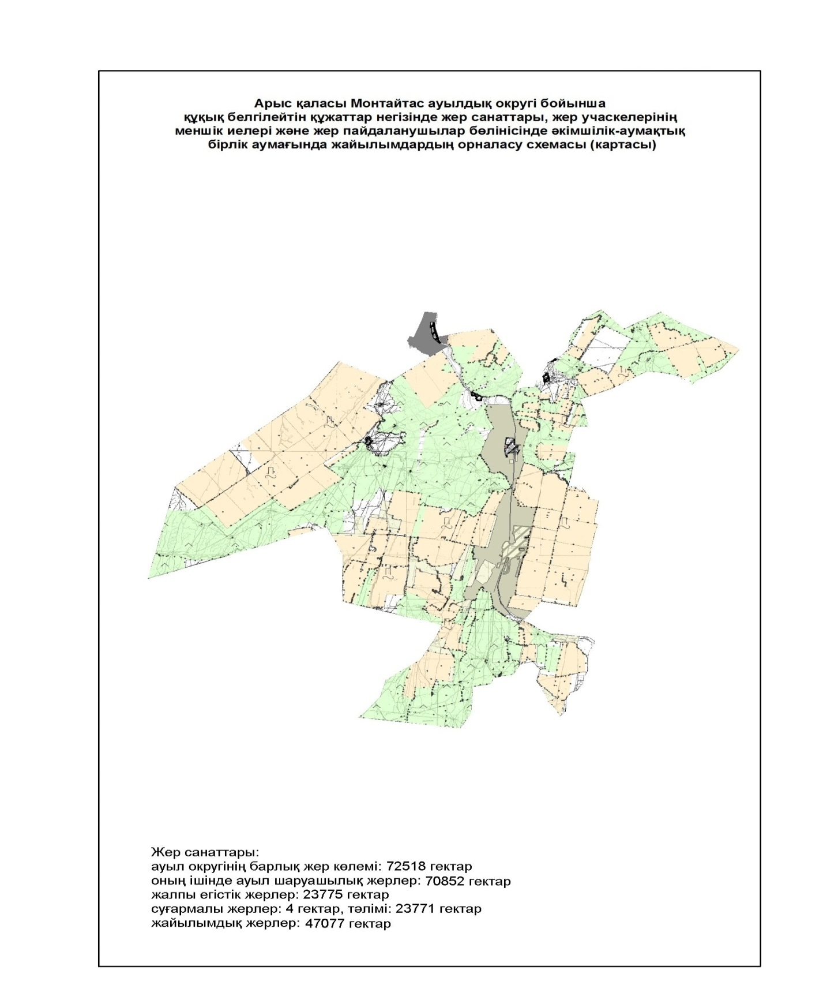 Арыс қаласы Монтайтас ауылдық округі бойынша
құқық белгілейтін құжаттар негізінде жер санаттары, жер учаскелерінің
меншік иелері және жер пайдаланушылар бөлінісінде әкімшілік-аумақтық
бірлік аумағында жайылымдардың орналасу схемасы (картасы)
Жер санаттары:
ауыл округінің барлық жер көлемі: 72518 гектар
оның ішінде ауыл шаруашылық жерлер: 70852 гектар
жалпы егістік жерлер: 23775 гектар
суғармалы жерлер: 4 гектар, тәлімі: 23771 гектар
жайылымдық жерлер: 47077 гектар